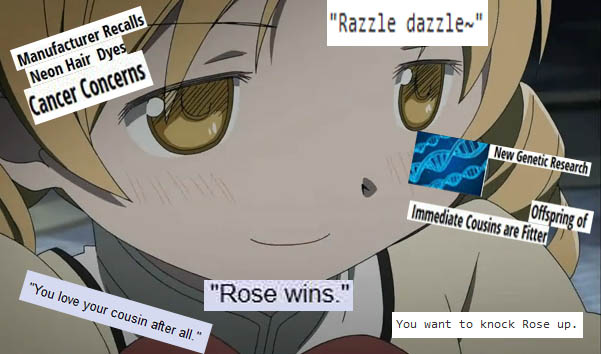 Manufacturer Recalls
Neon Hair Dyes
Cancer Concerns
"Razzle dazzle~"
New Genetic Research
Offspring of
Immediate Cousins are Fitter
"Rose wins."
"You love your cousin after all."
You want to knock Rose up.